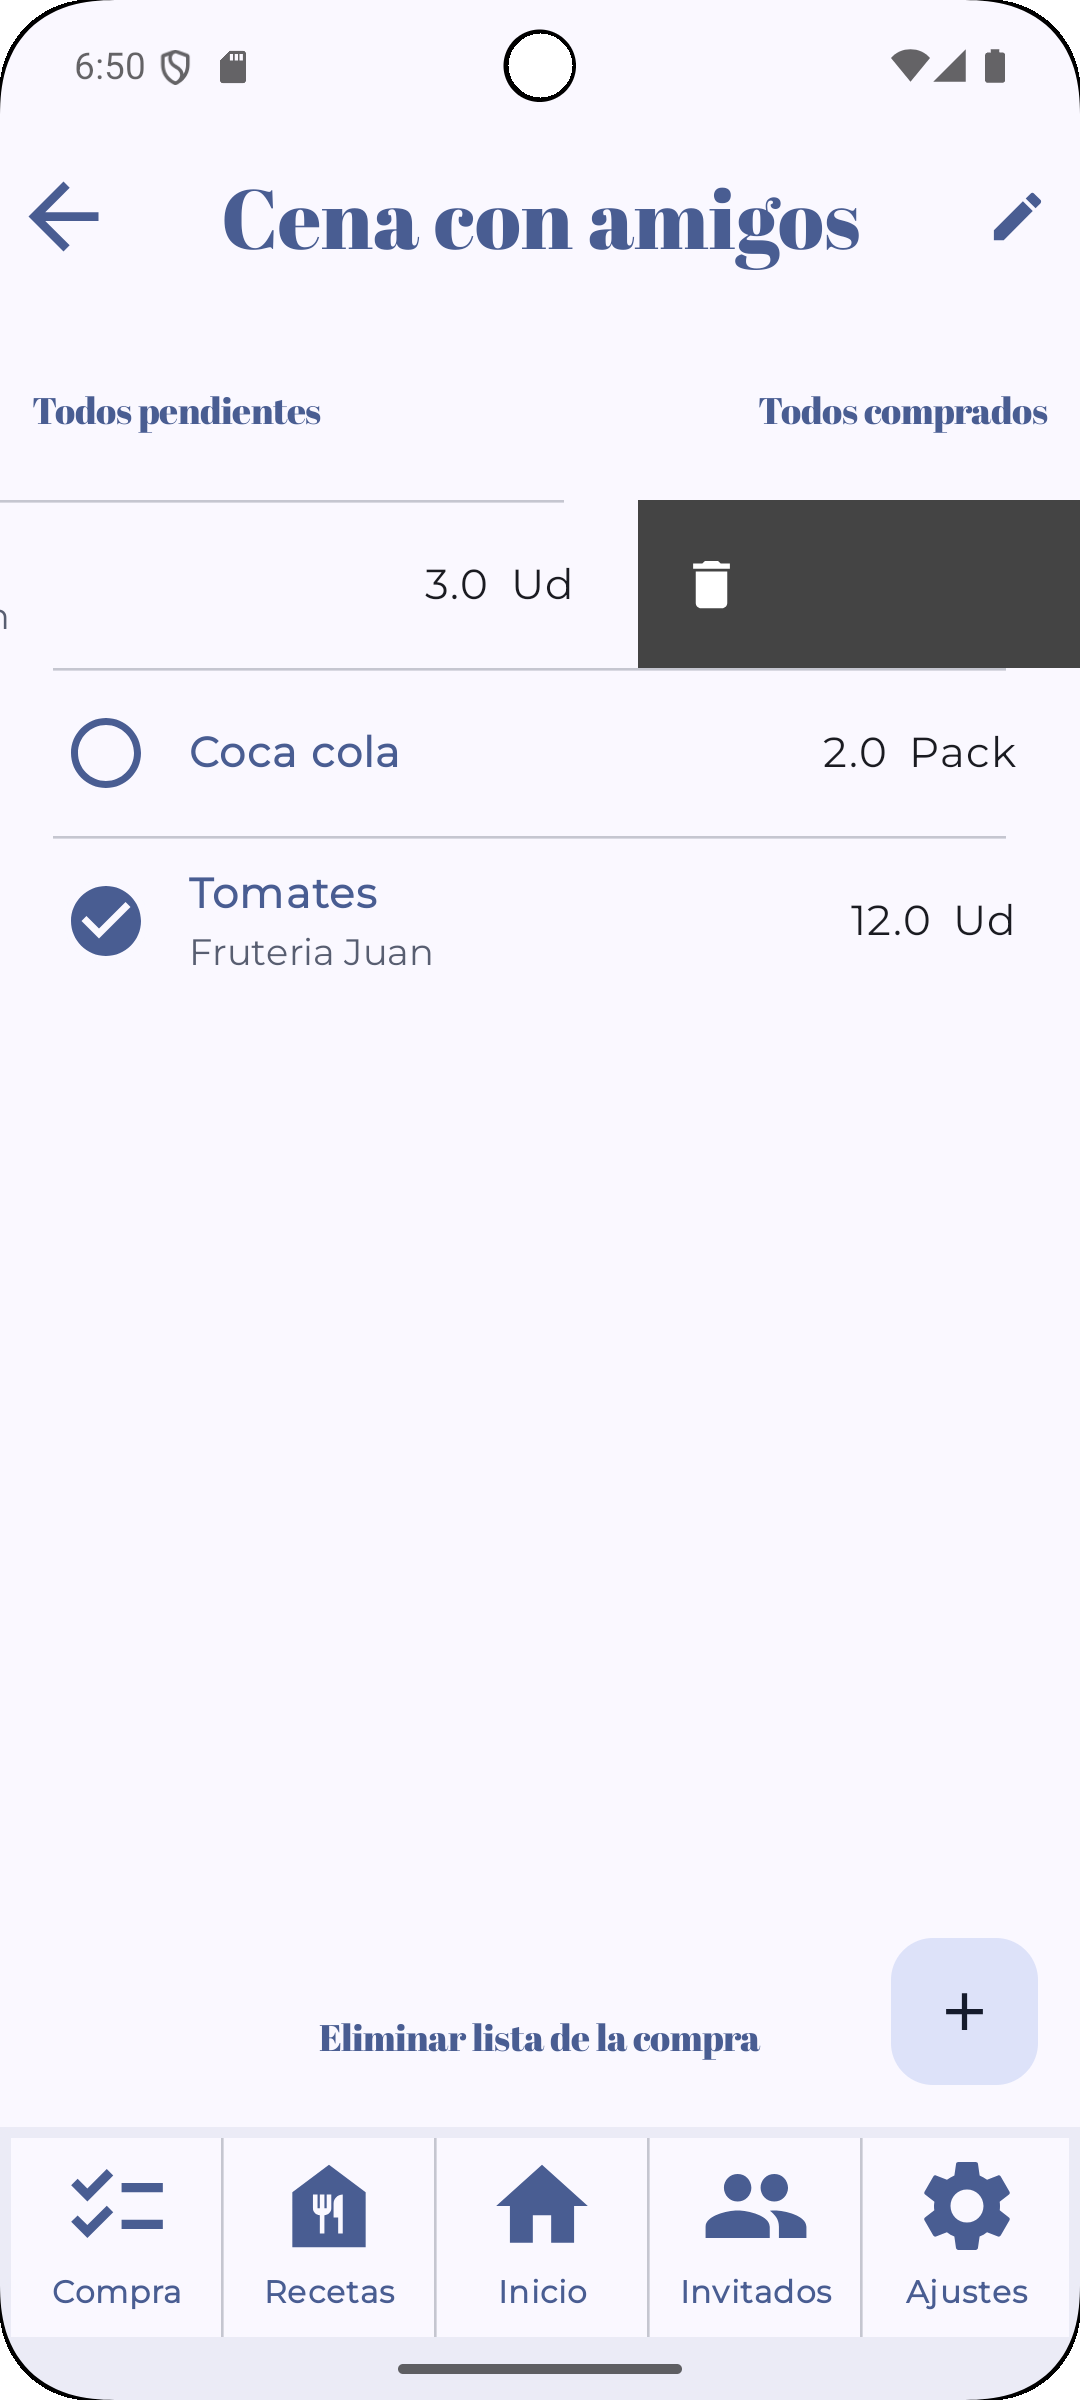 6:50
Cena con amigos
Todos pendientes Todos comprados
3.0 Ud
Coca cola 2.0 Pack
Tomates
Fruteria Juan 12.0 Ud
Eliminar lista de la compra
Compra Recetas Inicio Invitados Ajustes